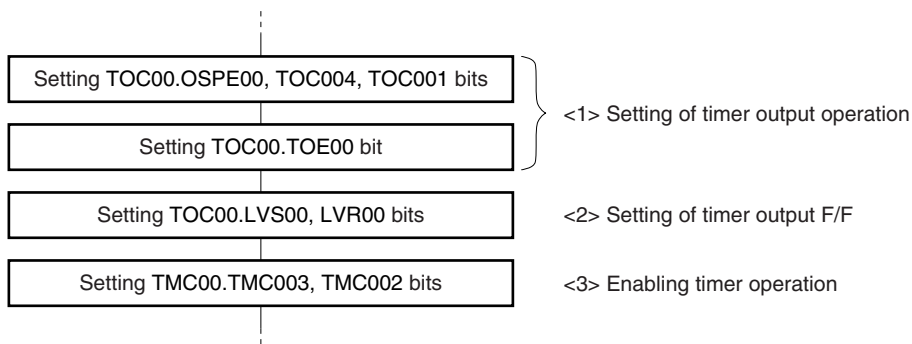 Setting TOC00.OSPE00, TOC004, TOC001 bits
<1> Setting of timer output operation
Setting TOC00.TOE00 bit
Setting TOC00.LVS00, LVR00 bits
<2> Setting of timer output F/F
Setting TMC00.TMC003, TMC002 bits
<3> Enabling timer operation